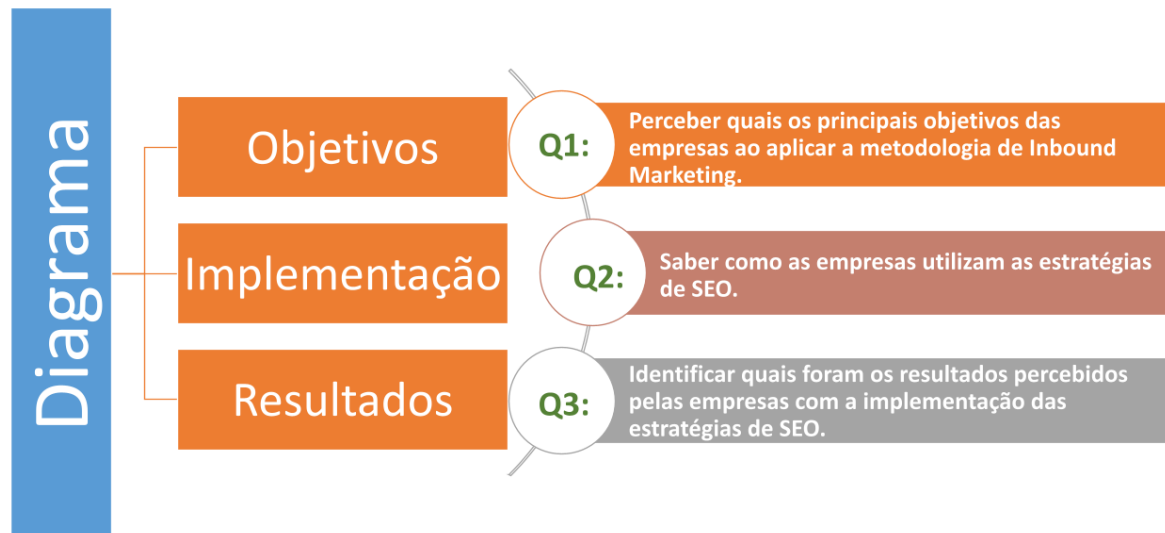 Diagrama
Objetivos
Q1:
Perceber quais os principais objetivos das
empresas ao aplicar a metodologia de Inbound
Marketing.
Implementação
Q2:
Saber como as empresas utilizam as estratégias
de SEO.
Resultados
Q3:
Identificar quais foram os resultados percebidos
pelas empresas com a implementação das
estratégias de SEO.